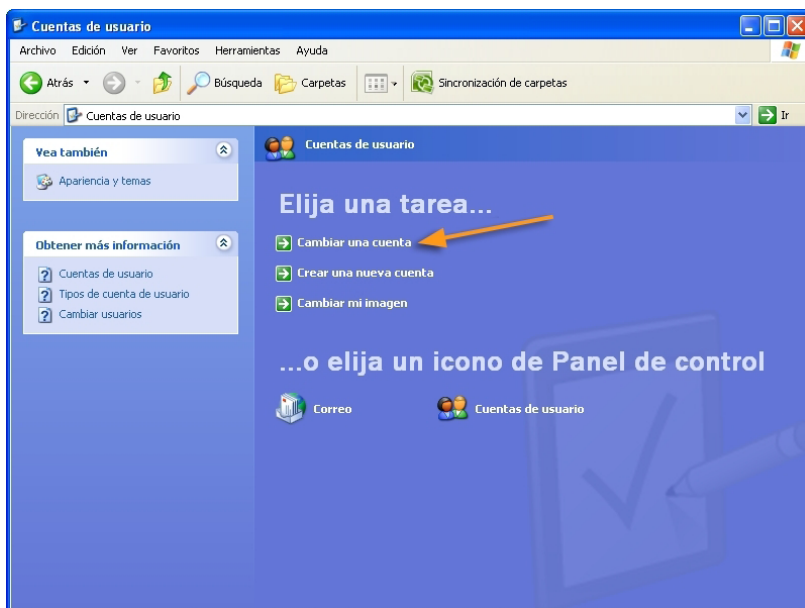 Cuentas de usuario
Archivo Edición Ver Favoritos Herramientas Ayuda
Atrás Búsqueda Carpetas Sincronización de carpetas
Dirección Cuentas de usuario Ir
Vea también
Apariencia y temas
Obtener más información
Cuentas de usuario
Tipos de cuenta de usuario
Cambiar usuarios
Cuentas de usuario
Elija una tarea...
Cambiar una cuenta
Crear una nueva cuenta
Cambiar mi imagen
...o elija un icono de Panel de control
Correo Cuentas de usuario